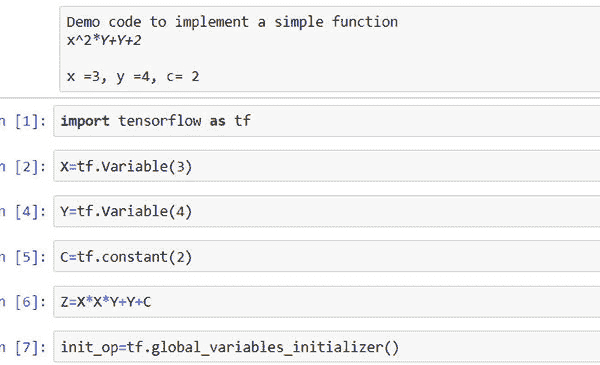 Demo code to implement a simple function
x^2*Y+Y+2
x =3, y =4, c= 2
n [1]: import tensorflow as tf
n [2]: X=tf.Variable(3)
n [4]: Y=tf.Variable(4)
n [5]: C=tf.constant(2)
n [6]: Z=X*X*Y+Y+C
n [7]: init_op=tf.global_variables_initializer()